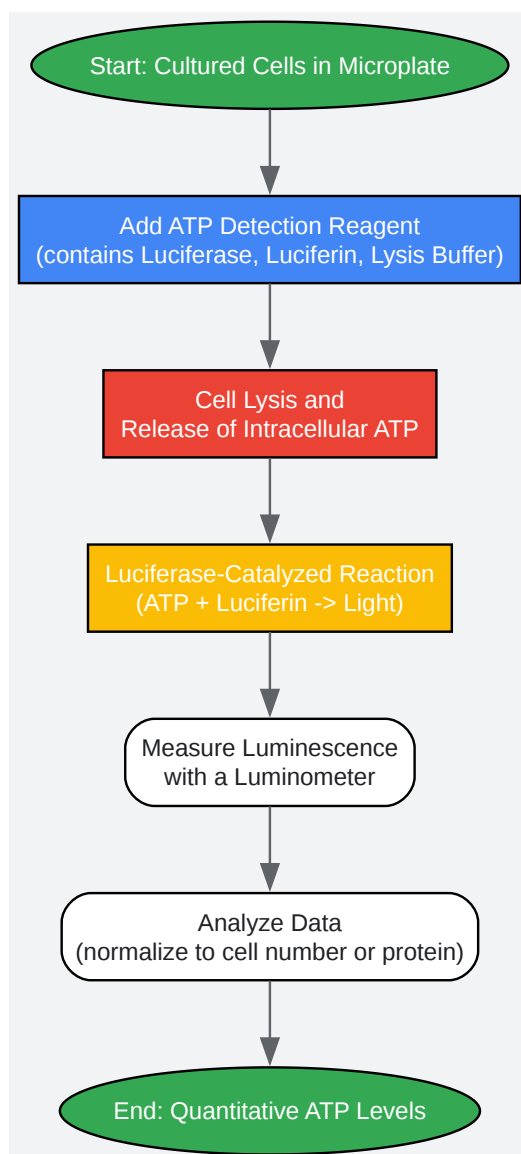 Start: Cultured Cells in Microplate
Add ATP Detection Reagent
(contains Luciferase, Luciferin, Lysis Buffer)
Cell Lysis and
Release of Intracellular ATP
Luciferase-Catalyzed Reaction
(ATP + Luciferin -> Light)
Measure Luminescence
with a Luminometer
Analyze Data
(normalize to cell number or protein)
End: Quantitative ATP Levels